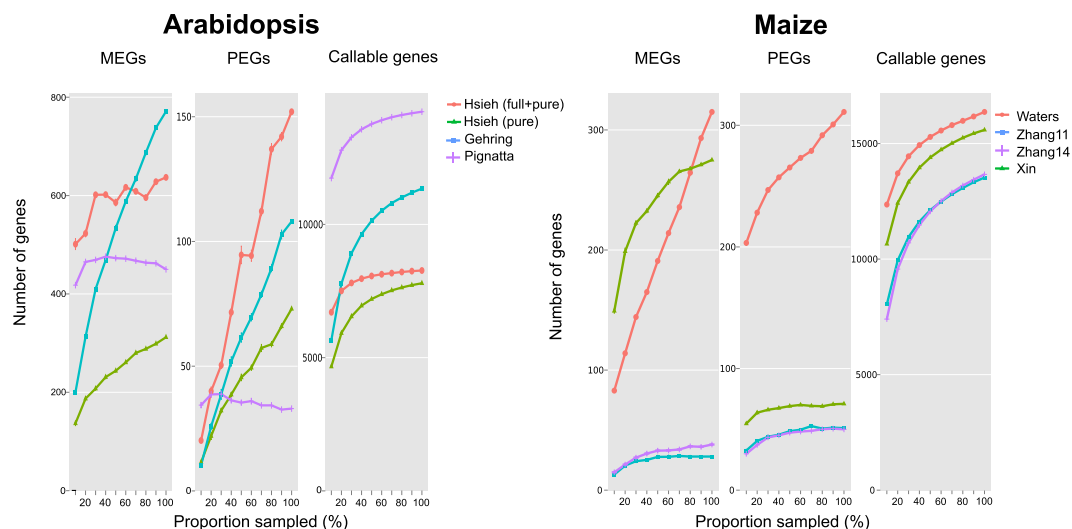 Arabidopsis
MEGs
PEGs
Callable genes
Number of genes
800
600
400
200
0
150
100
50
0
10000
5000
0
20 40 60 80 100
20 40 60 80 100
20 40 60 80 100
Proportion sampled (%)
Hsieh (full+pure)
Hsieh (pure)
Gehring
Pignatta
Maize
MEGs
PEGs
Callable genes
Number of genes
300
200
100
0
300
200
100
0
15000
10000
5000
0
20 40 60 80 100
20 40 60 80 100
20 40 60 80 100
Proportion sampled (%)
Waters
Zhang11
Zhang14
Xin